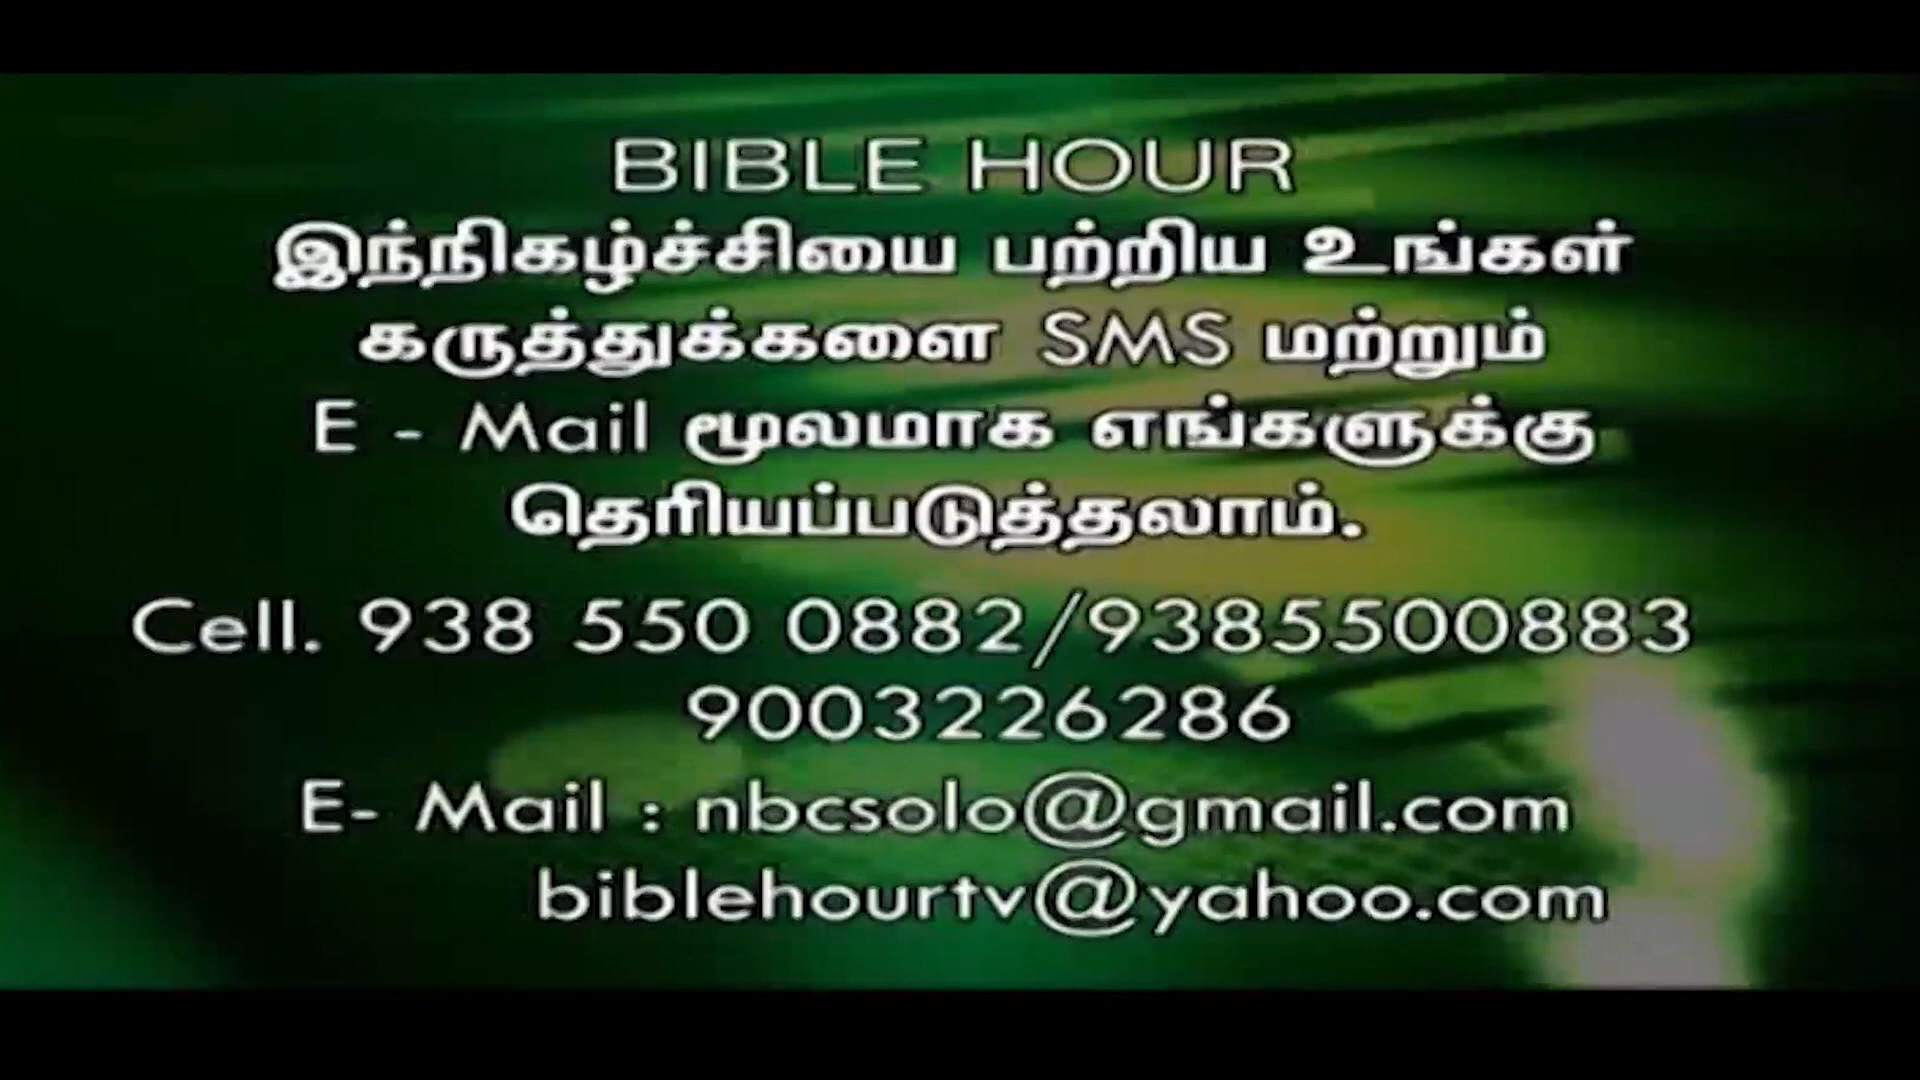 BIBLE HOUR
இந்நிகழ்ச்சியை பற்றிய உங்கள்
கருத்துக்களை SMS மற்றும்
E - Mail மூலமாக எங்களுக்கு
தெரியப்படுத்தலாம்.
Cell. 938 550 0882/9385500883
9003226286
E- Mail : nbcsolo@gmail.com
biblehourtv@yahoo.com